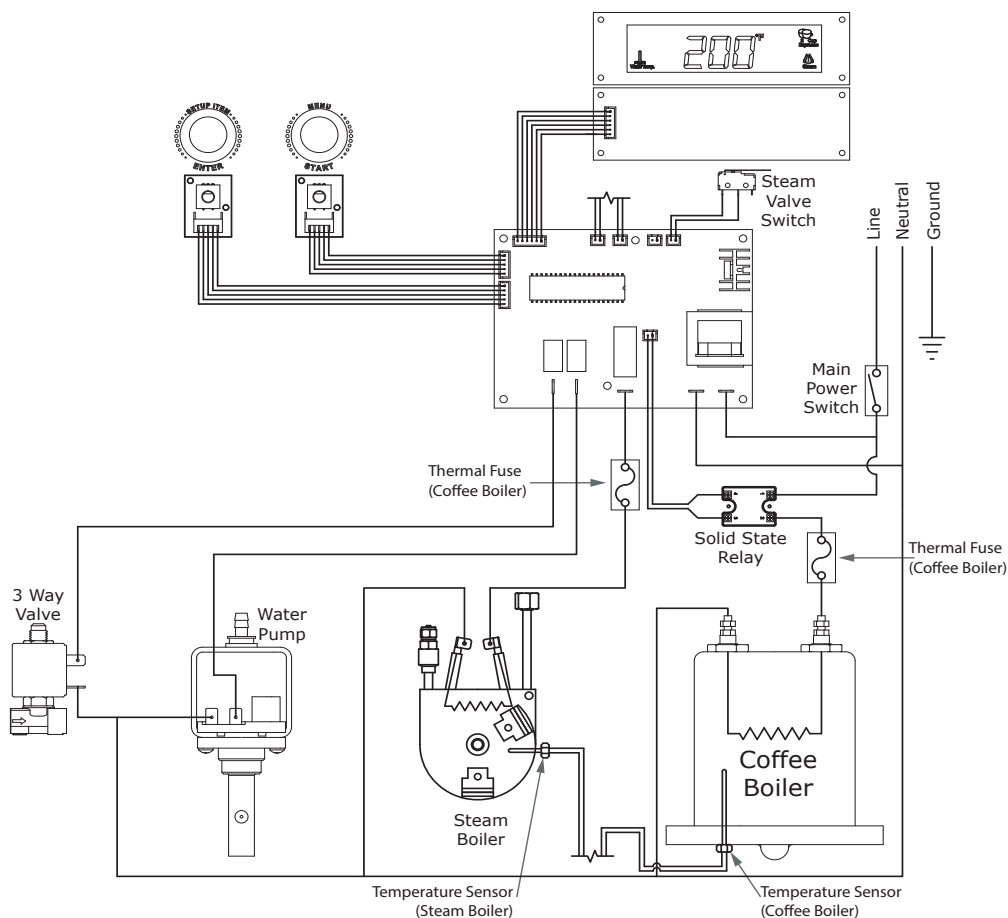 200°F
Steam
SETUP ITEM
ENTER
MENU
START
Steam
Valve
Switch
Line
Neutral
Ground
Main
Power
Switch
Thermal Fuse
(Coffee Boiler)
Solid State
Relay
Thermal Fuse
(Coffee Boiler)
3 Way
Valve
Water
Pump
Coffee
Boiler
Steam
Boiler
Temperature Sensor
(Steam Boiler)
Temperature Sensor
(Coffee Boiler)